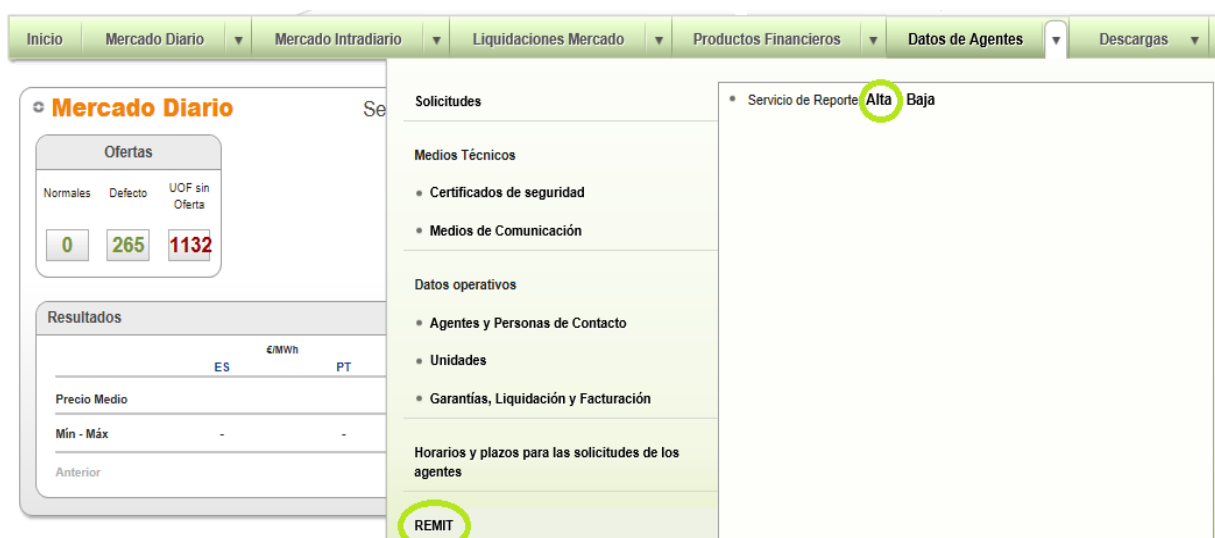 Inicio Mercado Diario Mercado Intradiario Liquidaciones Mercado Productos Financieros Datos de Agentes Descargas
Mercado Diario
Se
Ofertas
Normales Defecto UOF sin Oferta
0 265 1132
Resultados
€/MWh
ES PT
Precio Medio
Mín - Máx - -
Anterior
Solicitudes
Medios Técnicos
Certificados de seguridad
Medios de Comunicación
Datos operativos
Agentes y Personas de Contacto
Unidades
Garantías, Liquidación y Facturación
Horarios y plazos para las solicitudes de los
agentes
REMIT
Servicio de Reporte Alta Baja